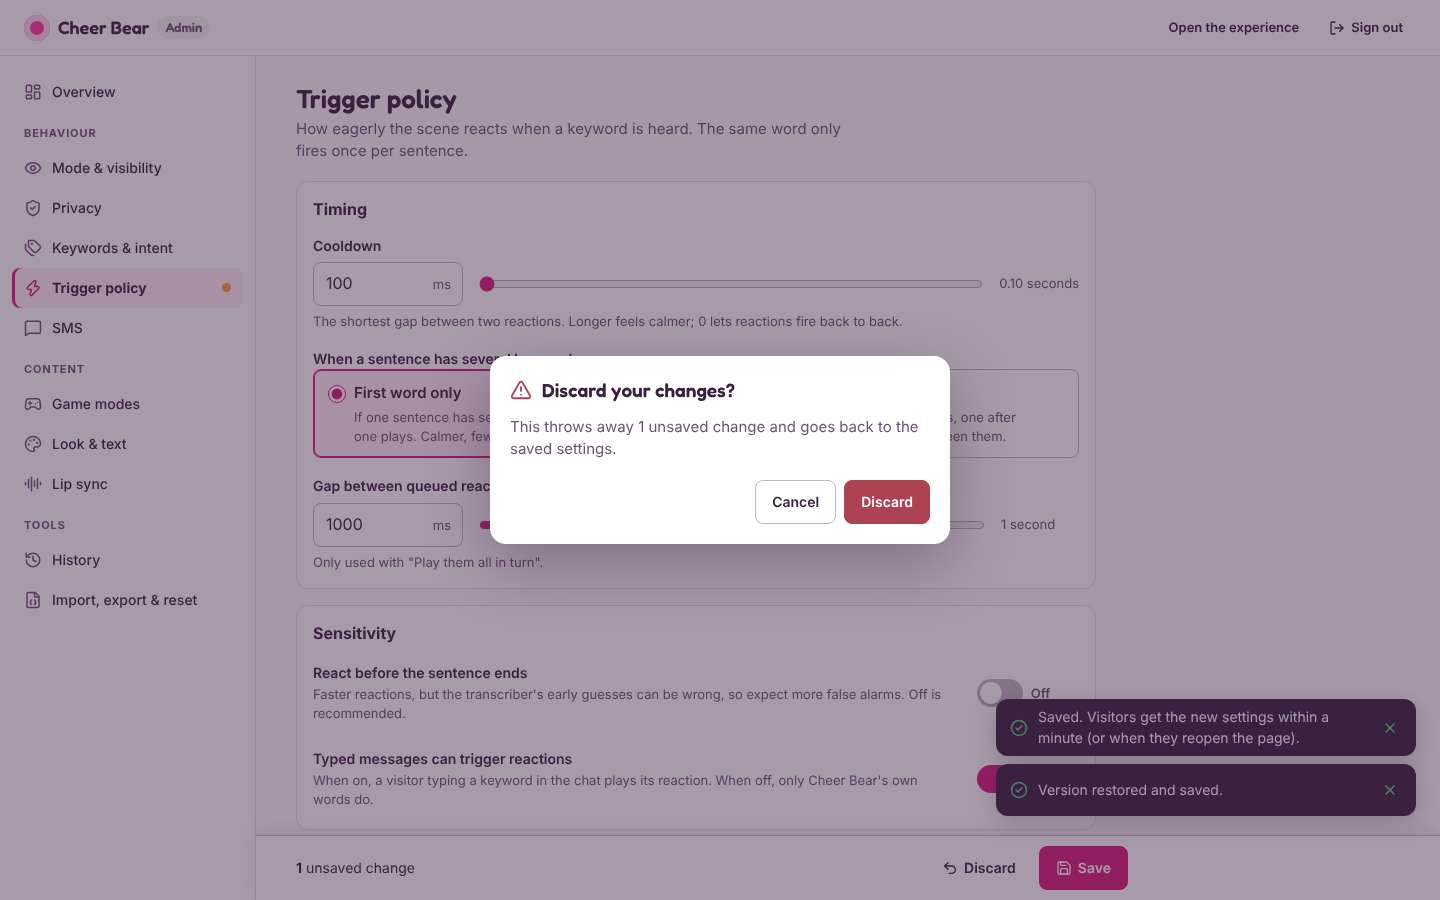 Cheer Bear Admin
Open the experience
Sign out
Overview
BEHAVIOUR
Mode & visibility
Privacy
Keywords & intent
Trigger policy
SMS
CONTENT
Game modes
Look & text
Lip sync
TOOLS
History
Import, export & reset
Trigger policy
How eagerly the scene reacts when a keyword is heard. The same word only
fires once per sentence.
Timing
Cooldown
100 ms
0.10 seconds
The shortest gap between two reactions. Longer feels calmer; 0 lets reactions fire back to back.
When a sentence has
First word only
If one sentence has
one plays. Calmer,
one after
them.
Gap between queued
1000 ms
1 second
Only used with "Play them all in turn".
Discard your changes?
This throws away 1 unsaved change and goes back to the
saved settings.
Cancel
Discard
Sensitivity
React before the sentence ends
Faster reactions, but the transcriber's early guesses can be wrong, so expect more false alarms. Off is
recommended.
Off
Typed messages can trigger reactions
When on, a visitor typing a keyword in the chat plays its reaction. When off, only Cheer Bear's own
words do.
Saved. Visitors get the new settings within a
minute (or when they reopen the page).
Version restored and saved.
1 unsaved change
Discard
Save